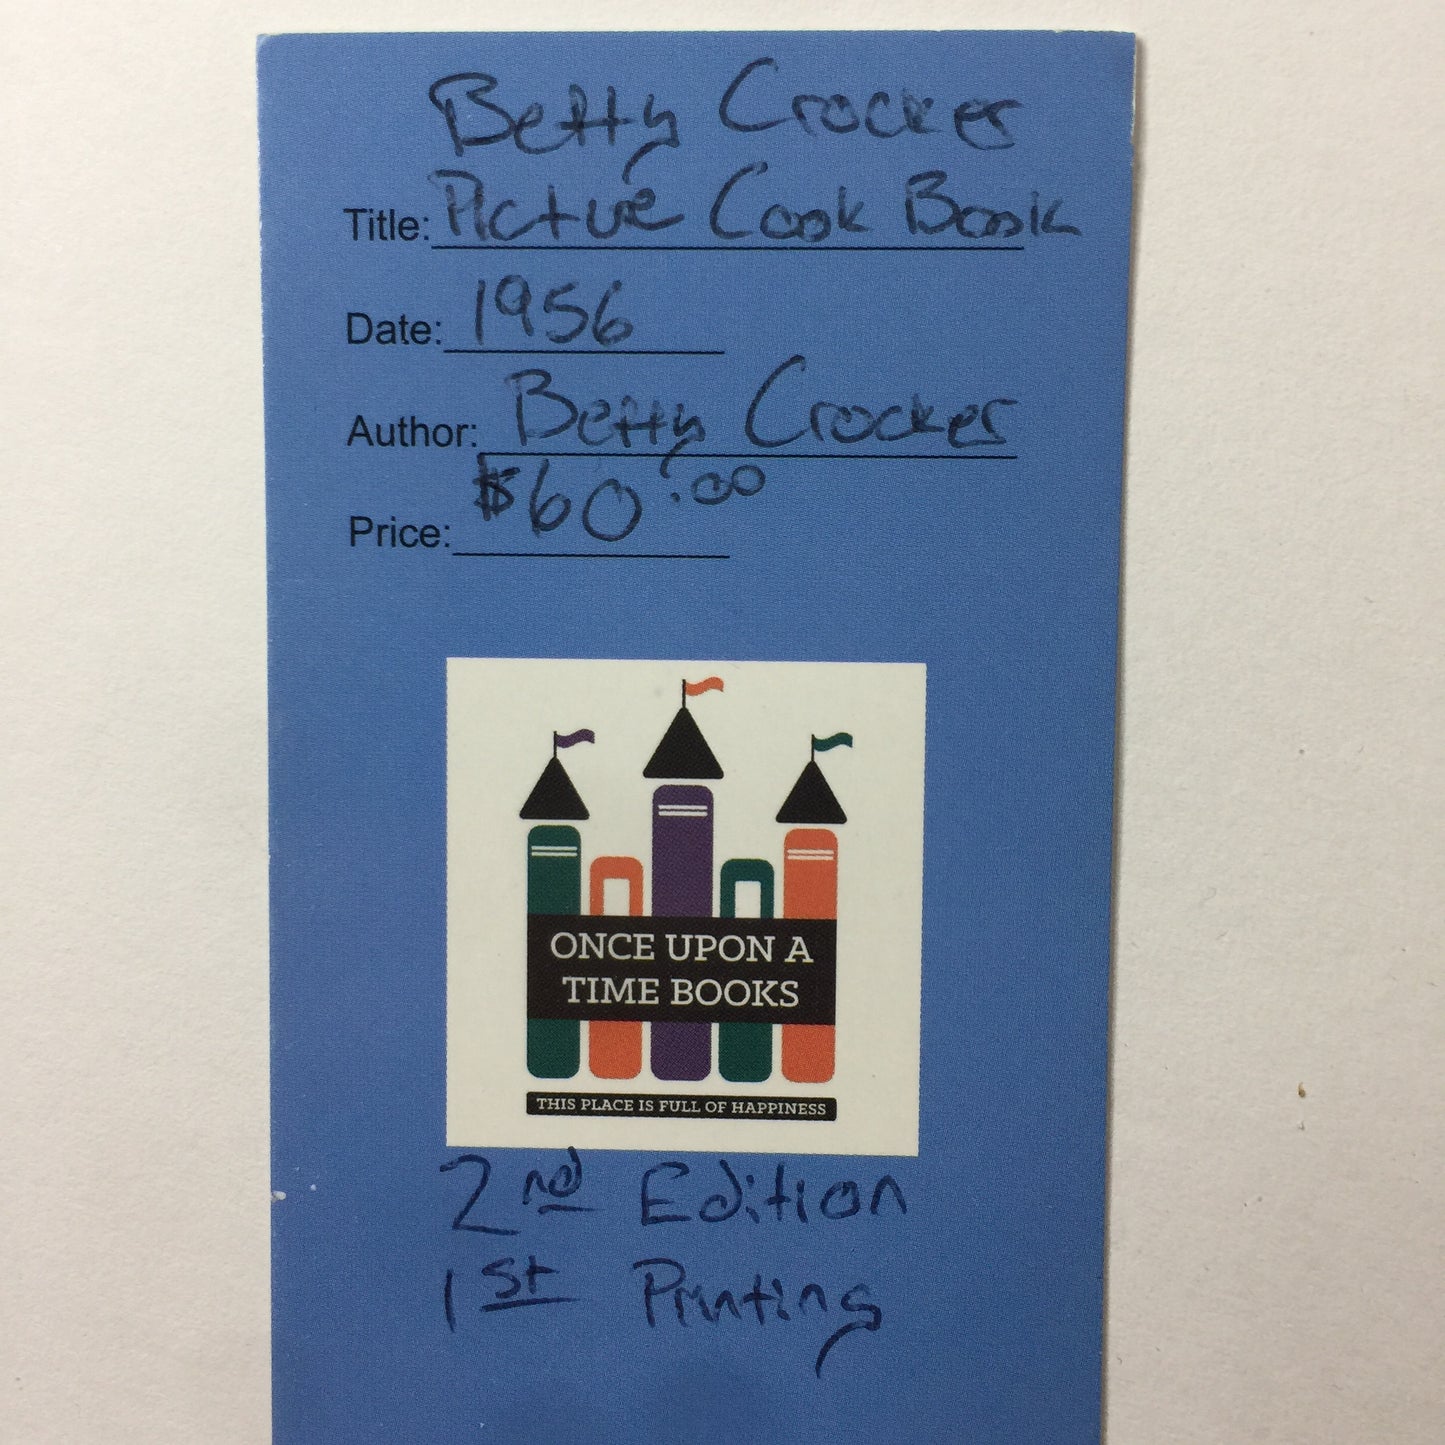 Betty Crocker
Title: Picture Cook Book
Date: 1956
Author: Betty Crocker
Price: $60.00
ONCE UPON A
TIME BOOKS
THIS PLACE IS FULL OF HAPPINESS
2nd Edition
1st Printing